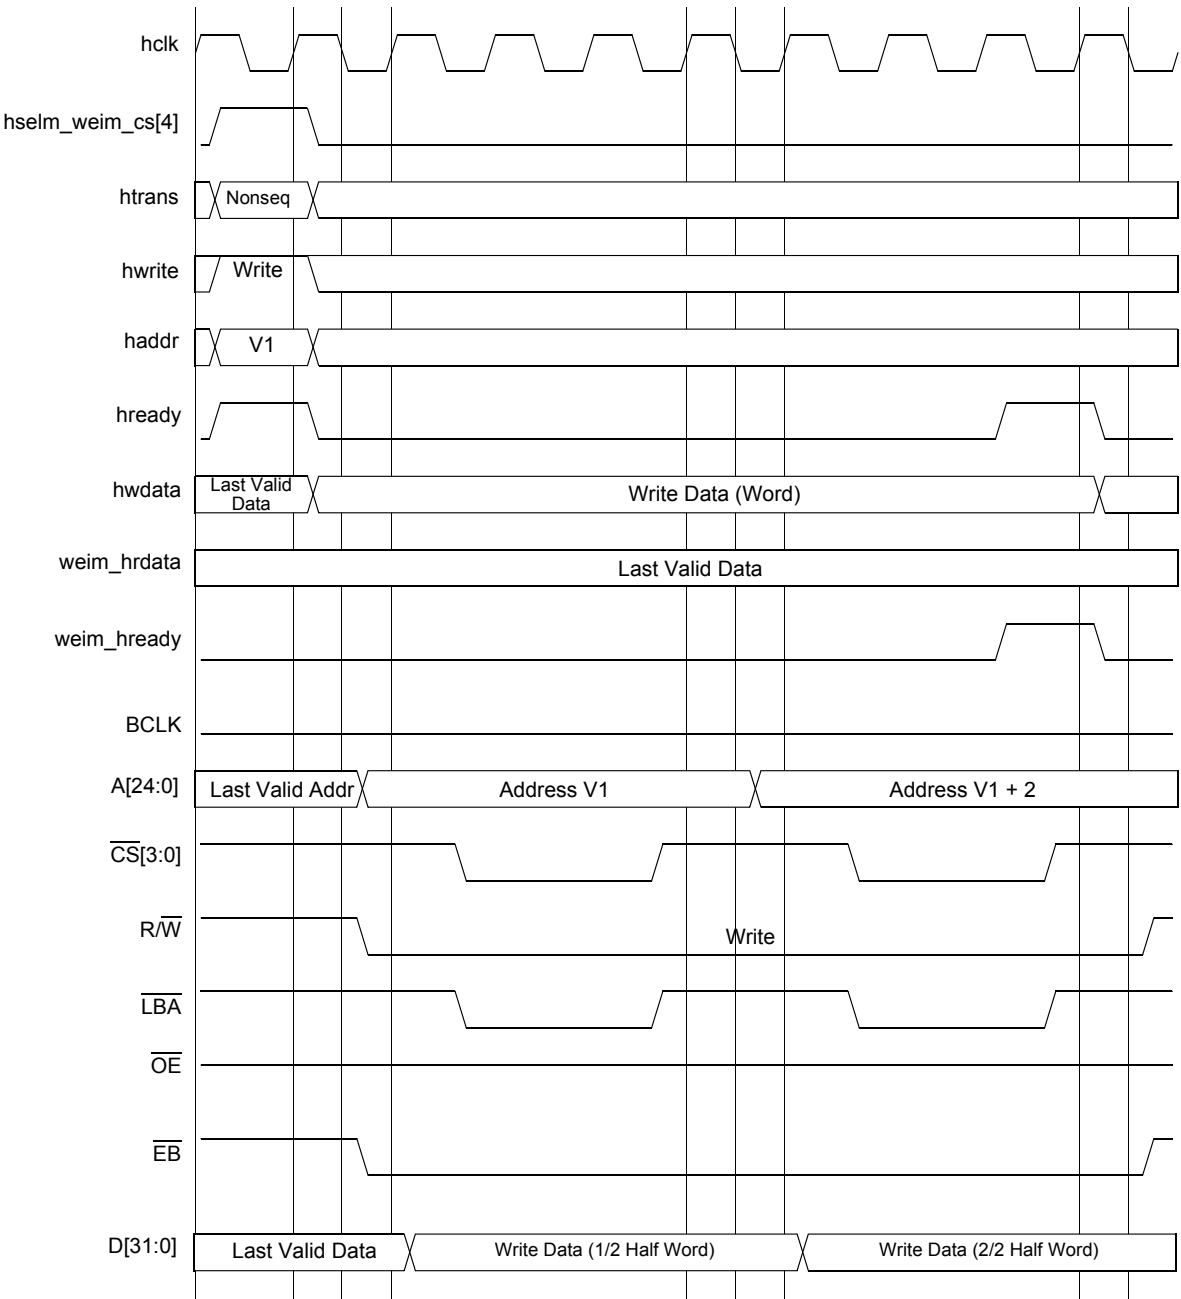 hclk
hselm_weim_cs[4]
htrans
Nonseq
hwrite
Write
haddr
V1
hready
hwdata
Last Valid
Data
Write Data (Word)
weim_hrdata
Last Valid Data
weim_hready
BCLK
A[24:0]
Last Valid Addr
Address V1
Address V1 + 2
CS[3:0]
R/W
Write
LBA
OE
EB
D[31:0]
Last Valid Data
Write Data (1/2 Half Word)
Write Data (2/2 Half Word)